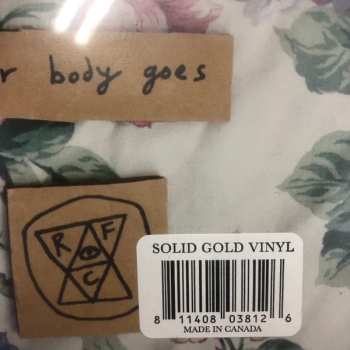 r body goes
R F
C
SOLID GOLD VINYL
8 11408 03812 6
MADE IN CANADA